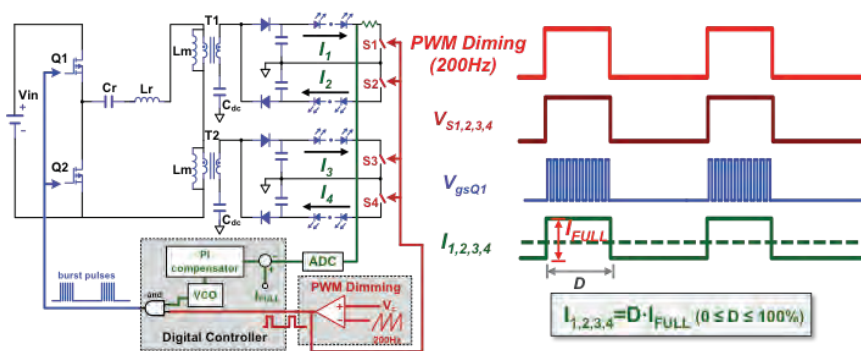 T1
Q1
Lm
I1
S1
Vin
Cr
Lr
I2
S2
Cdc
T2
Q2
Lm
I3
S3
I4
S4
Cdc
PI
compensator
ADC
IFULL
burst pulses
VCO
and
Digital Controller
PWM Dimming
Vc
200Hz
PWM Diming
(200Hz)
VS1,2,3,4
VgsQ1
I1,2,3,4
IFULL
D
I1,2,3,4=D·IFULL (0 ≤ D ≤ 100%)